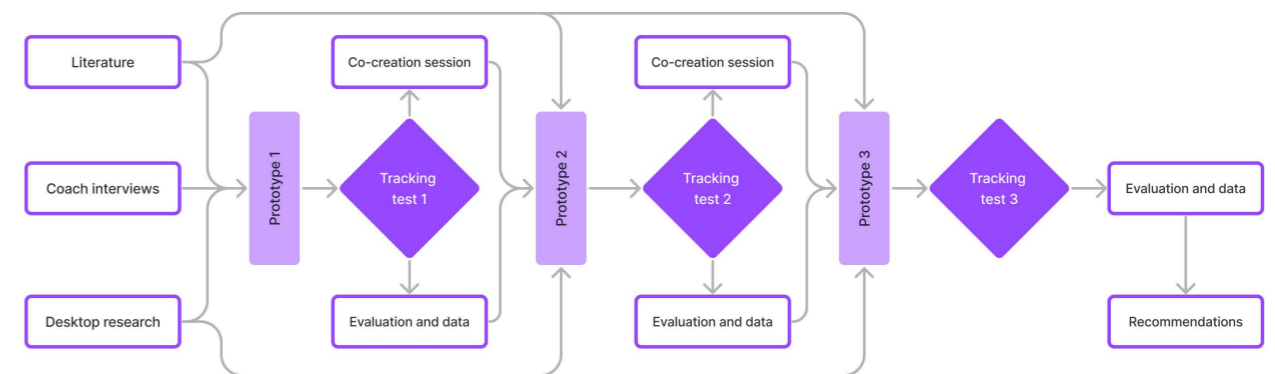 Literature
Coach interviews
Desktop research
Prototype 1
Co-creation session
Tracking
test 1
Evaluation and data
Prototype 2
Co-creation session
Tracking
test 2
Evaluation and data
Prototype 3
Tracking
test 3
Evaluation and data
Recommendations